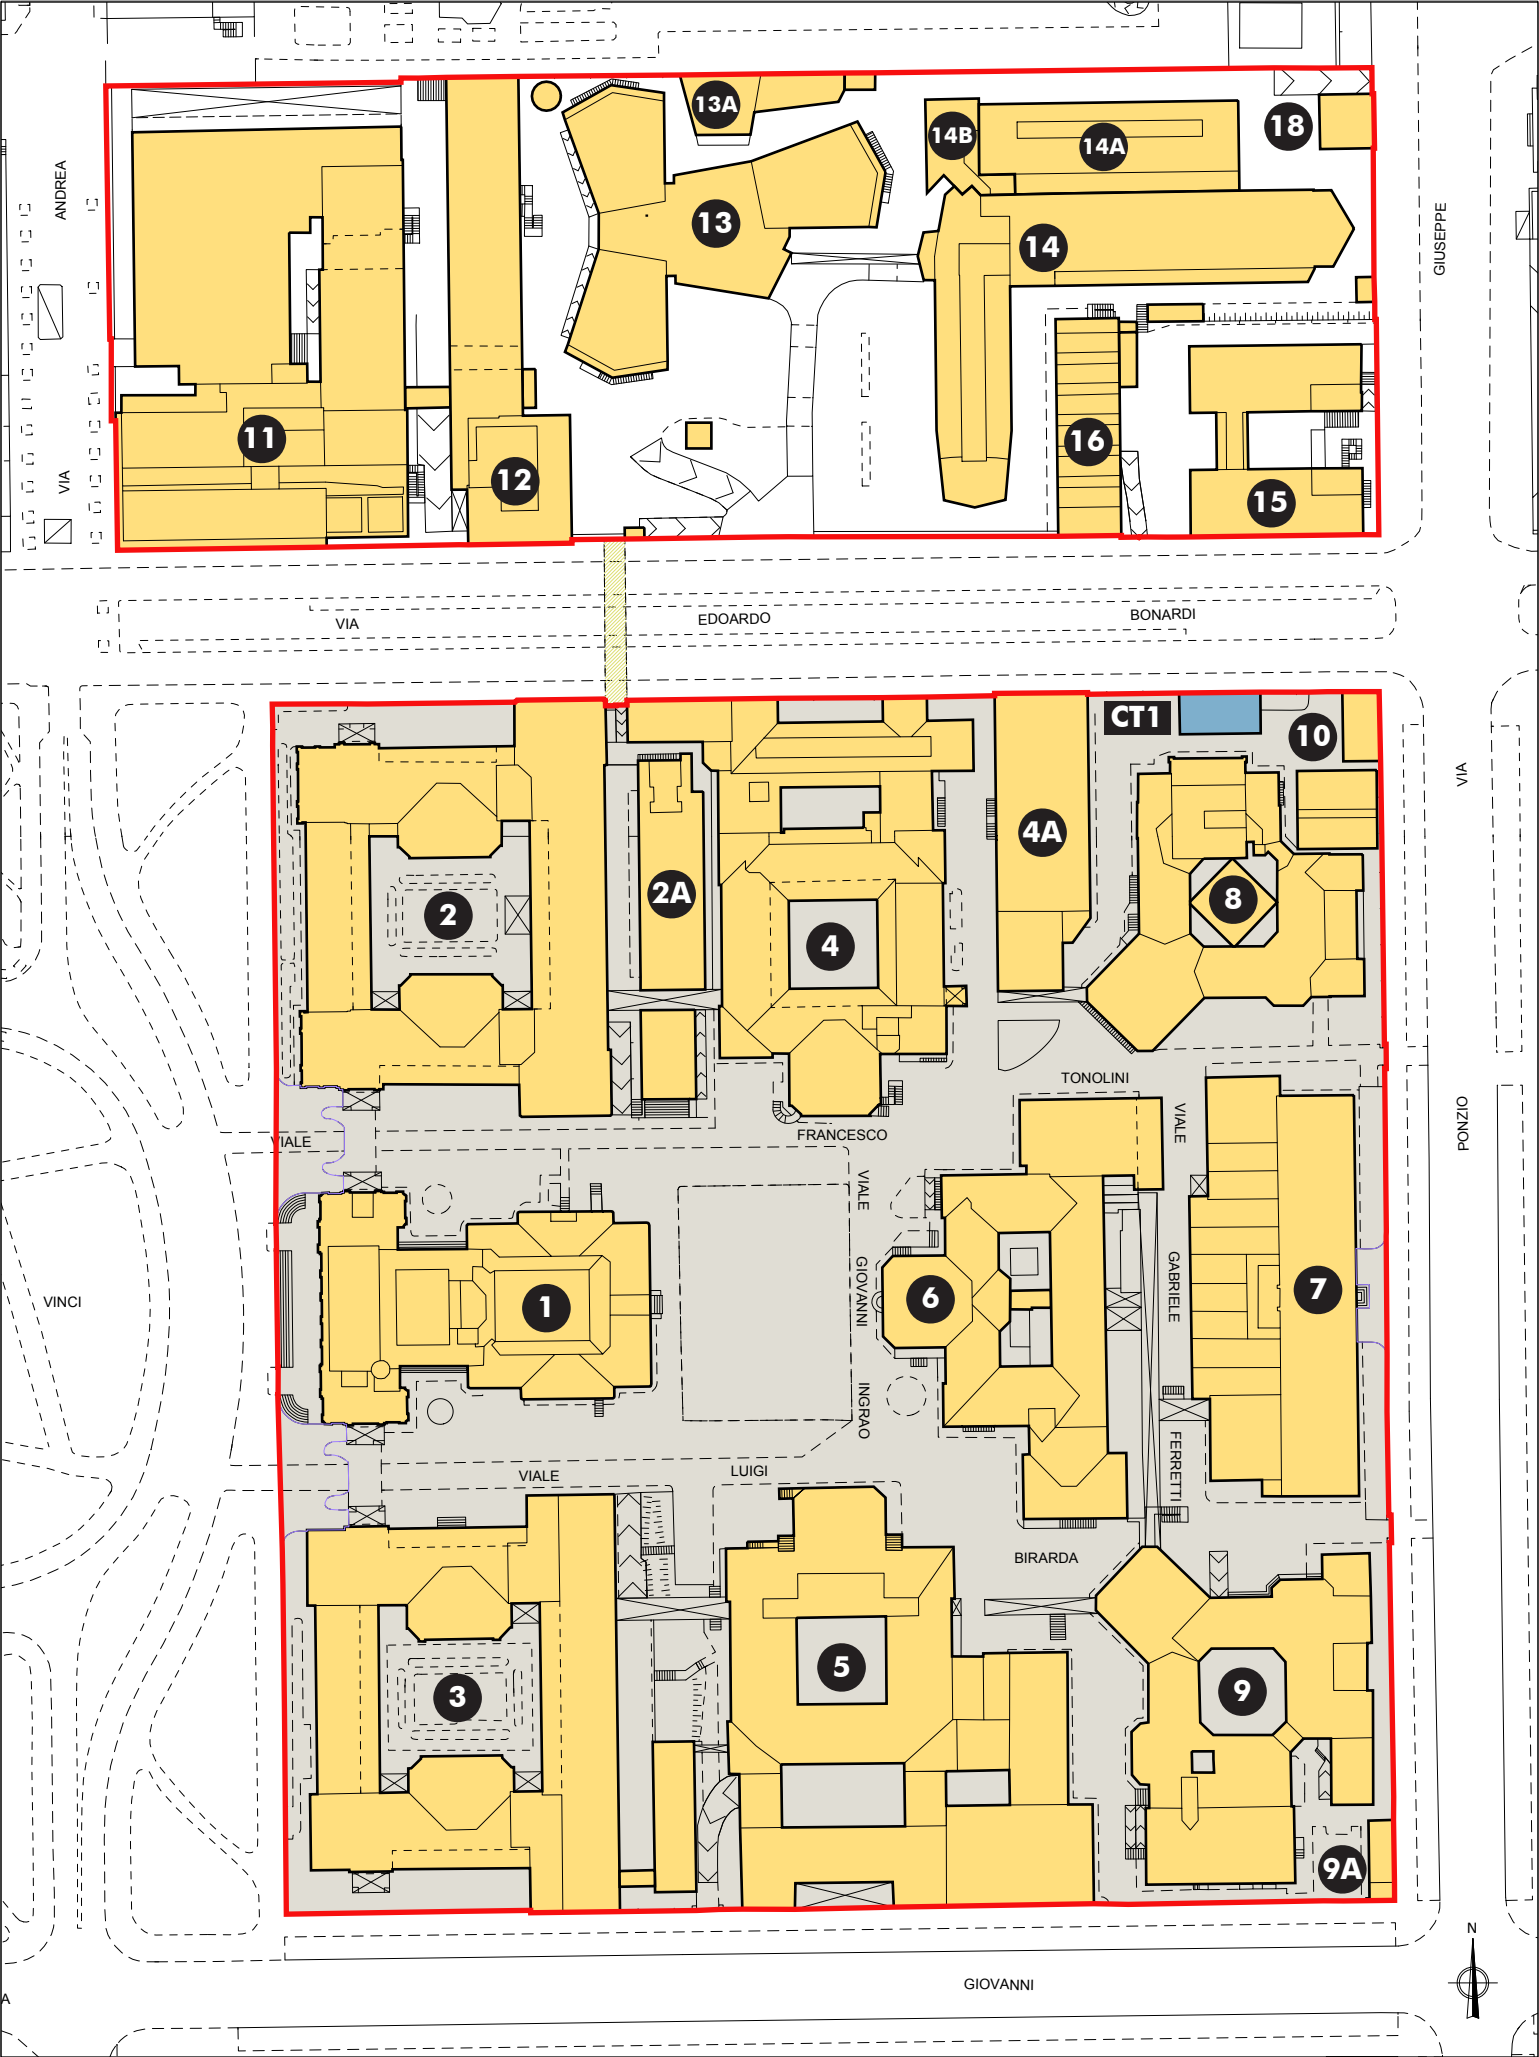 13A
18
14B
14A
ANDREA
13
GIUSEPPE
14
11
16
VIA
12
15
VIA
EDOARDO
BONARDI
CT1
10
VIA
4A
2A
8
2
4
TONOLINI
VIALE
PONZIO
FRANCESCO
VIALE
VIALE
GIOVANNI
GABRIELE
7
6
VINCI
1
INGRAO
FERRETTI
LUIGI
VIALE
BIRARDA
5
9
3
9A
N
GIOVANNI
A